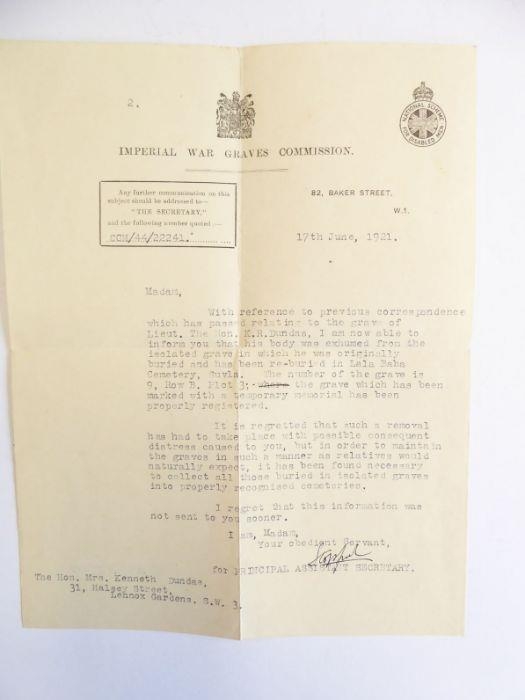 2.
NATIONAL SCHEME
FOR DISABLED MEN
IMPERIAL WAR GRAVES COMMISSION.
Any further communication on this
subject should be addressed to—
"THE SECRETARY,"
and the following number quoted :—
CCM/44/22241.
82, BAKER STREET,
W.1.
17th June, 1921.
Madam,
With reference to previous correspondence
which has passed relating to the grave of
Lieut. The Hon. K.R.Dundas, I am now able to
inform you that his body was exhumed from the
isolated grave in which he was originally
buried and has been re-buried in Lala Baba
Cemetery, Suvla. The number of the grave is
9, Row B. Plot 3; where the grave which has been
marked with a temporary memorial has been
properly registered.
It is regretted that such a removal
has had to take place with possible consequent
distress caused to you, but in order to maintain
the graves in such a manner as relatives would
naturally expect, it has been found necessary
to collect all those buried in isolated graves
into properly recognised cemeteries.
I regret that this information was
not sent to you sooner.
I am, Madam,
Your obedient Servant,
for PRINCIPAL ASSISTANT SECRETARY.
The Hon. Mrs. Kenneth Dundas,
31, Halsey Street,
Lennox Gardens. S.W. 3.